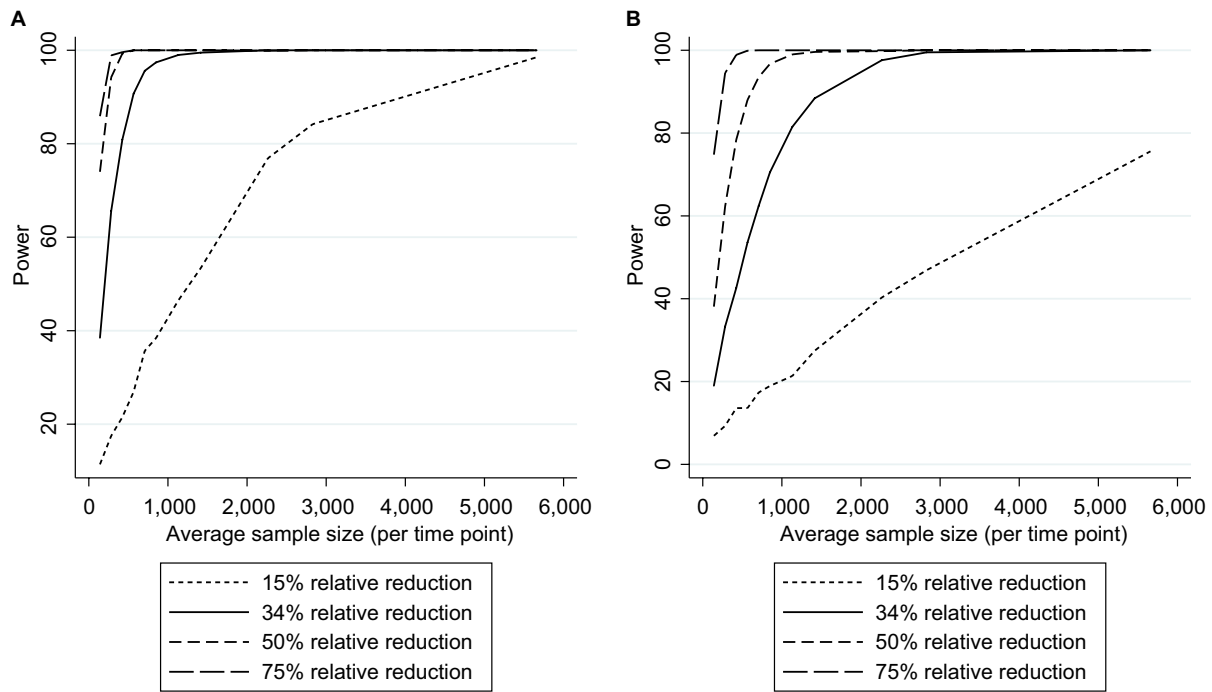 A
Power
100
80
60
40
20
0 1,000 2,000 3,000 4,000 5,000 6,000
Average sample size (per time point)
15% relative reduction
34% relative reduction
50% relative reduction
75% relative reduction
B
Power
100
80
60
40
20
0
0 1,000 2,000 3,000 4,000 5,000 6,000
Average sample size (per time point)
15% relative reduction
34% relative reduction
50% relative reduction
75% relative reduction